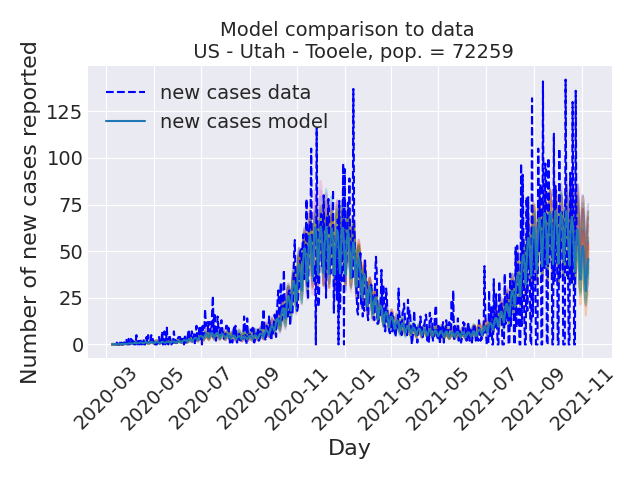 Model comparison to data
US - Utah - Tooele, pop. = 72259
Number of new cases reported
new cases data
new cases model
125
100
75
50
25
0
2020-03
2020-05
2020-07
2020-09
2020-11
2021-01
2021-03
2021-05
2021-07
2021-09
2021-11
Day